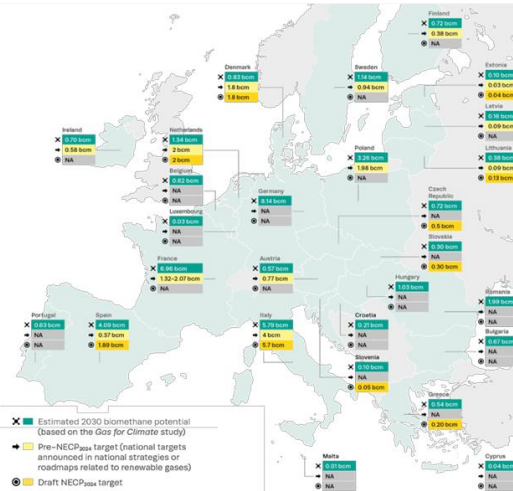 Finland
0.72 bcm
0.38 bcm
NA
Denmark
0.83 bcm
1.8 bcm
1.8 bcm
Sweden
1.14 bcm
0.94 bcm
NA
Estonia
0.10 bcm
0.03 bcm
0.04 bcm
Latvia
0.16 bcm
0.09 bcm
NA
Ireland
0.70 bcm
0.58 bcm
NA
Netherlands
1.34 bcm
2 bcm
2 bcm
Lithuania
0.38 bcm
0.09 bcm
0.13 bcm
Poland
3.26 bcm
1.98 bcm
NA
Belgium
0.62 bcm
NA
NA
Germany
8.14 bcm
NA
NA
Czech
Republic
0.72 bcm
NA
0.5 bcm
Luxembourg
0.03 bcm
NA
NA
Slovakia
0.30 bcm
NA
0.30 bcm
France
6.96 bcm
1.32–2.07 bcm
NA
Austria
0.57 bcm
0.77 bcm
NA
Hungary
1.03 bcm
NA
NA
Romania
1.99 bcm
NA
NA
Portugal
0.63 bcm
NA
NA
Spain
4.09 bcm
0.37 bcm
1.89 bcm
Italy
5.79 bcm
4 bcm
5.7 bcm
Croatia
0.21 bcm
NA
NA
Bulgaria
0.67 bcm
NA
NA
Slovenia
0.10 bcm
NA
0.05 bcm
Greece
0.54 bcm
NA
0.20 bcm
Malta
0.01 bcm
NA
NA
Cyprus
0.04 bcm
NA
NA
Estimated 2030 biomethane potential
(based on the Gas for Climate study)
Pre-NECP2024 target (national targets
announced in national strategies or
roadmaps related to renewable gases)
Draft NECP2024 target